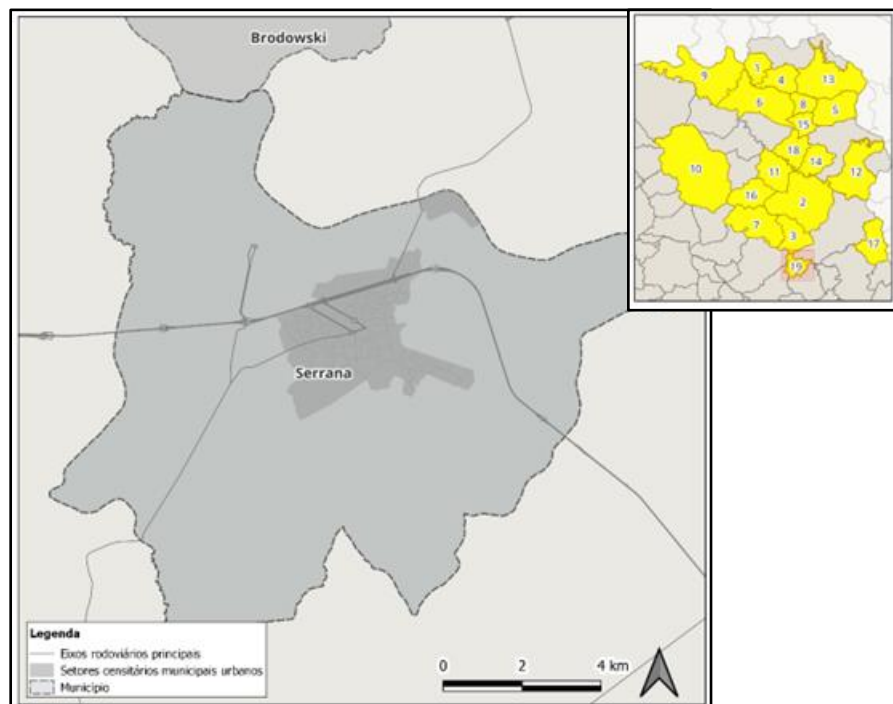 Brodowski
Serrana
Legenda
Eixos rodoviários principais
Setores censitários municipais urbanos
Município
0 2 4 km
9
1
4
13
6
8
5
15
18
14
10
11
12
16
2
7
3
17
19